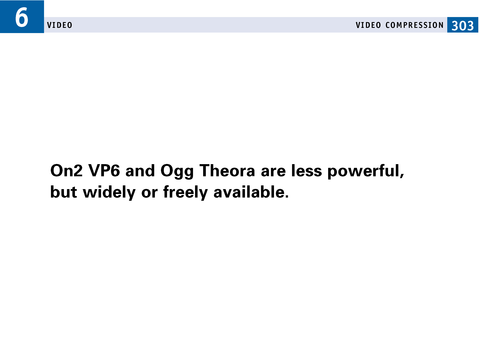 6
VIDEO
VIDEO COMPRESSION 303
On2 VP6 and Ogg Theora are less powerful,
but widely or freely available.